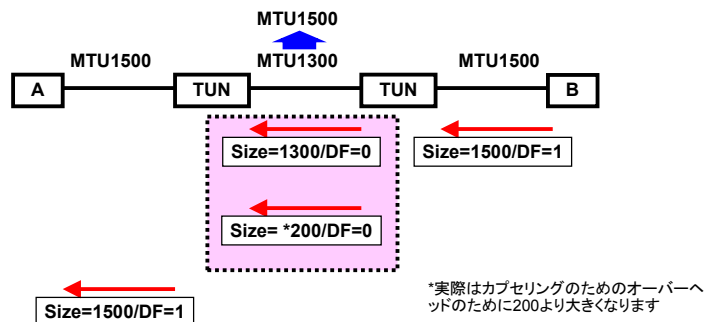 MTU1500
MTU1500
MTU1300
MTU1500
A
TUN
TUN
B
Size=1300/DF=0
Size=1500/DF=1
Size= *200/DF=0
*実際はカプセリングのためのオーバーヘ
ッドのために200より大きくなります
Size=1500/DF=1